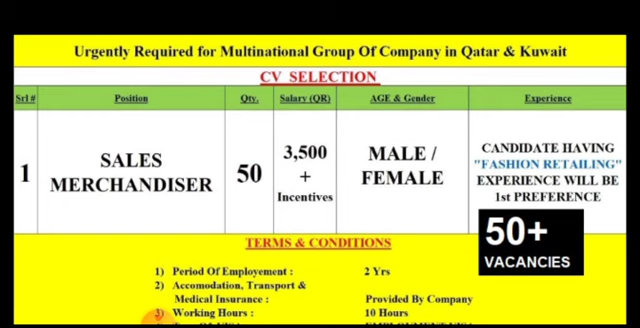 Urgently Required for Multinational Group Of Company in Qatar & Kuwait
CV SELECTION
Srl # Position Qty. Salary (QR) AGE & Gender Experience
1 SALES MERCHANDISER 50 3,500 + Incentives MALE / FEMALE CANDIDATE HAVING "FASHION RETAILING" EXPERIENCE WILL BE 1st PREFERENCE
50+
VACANCIES
TERMS & CONDITIONS
1) Period Of Employement : 2 Yrs
2) Accomodation, Transport &
Medical Insurance : Provided By Company
3) Working Hours : 10 Hours